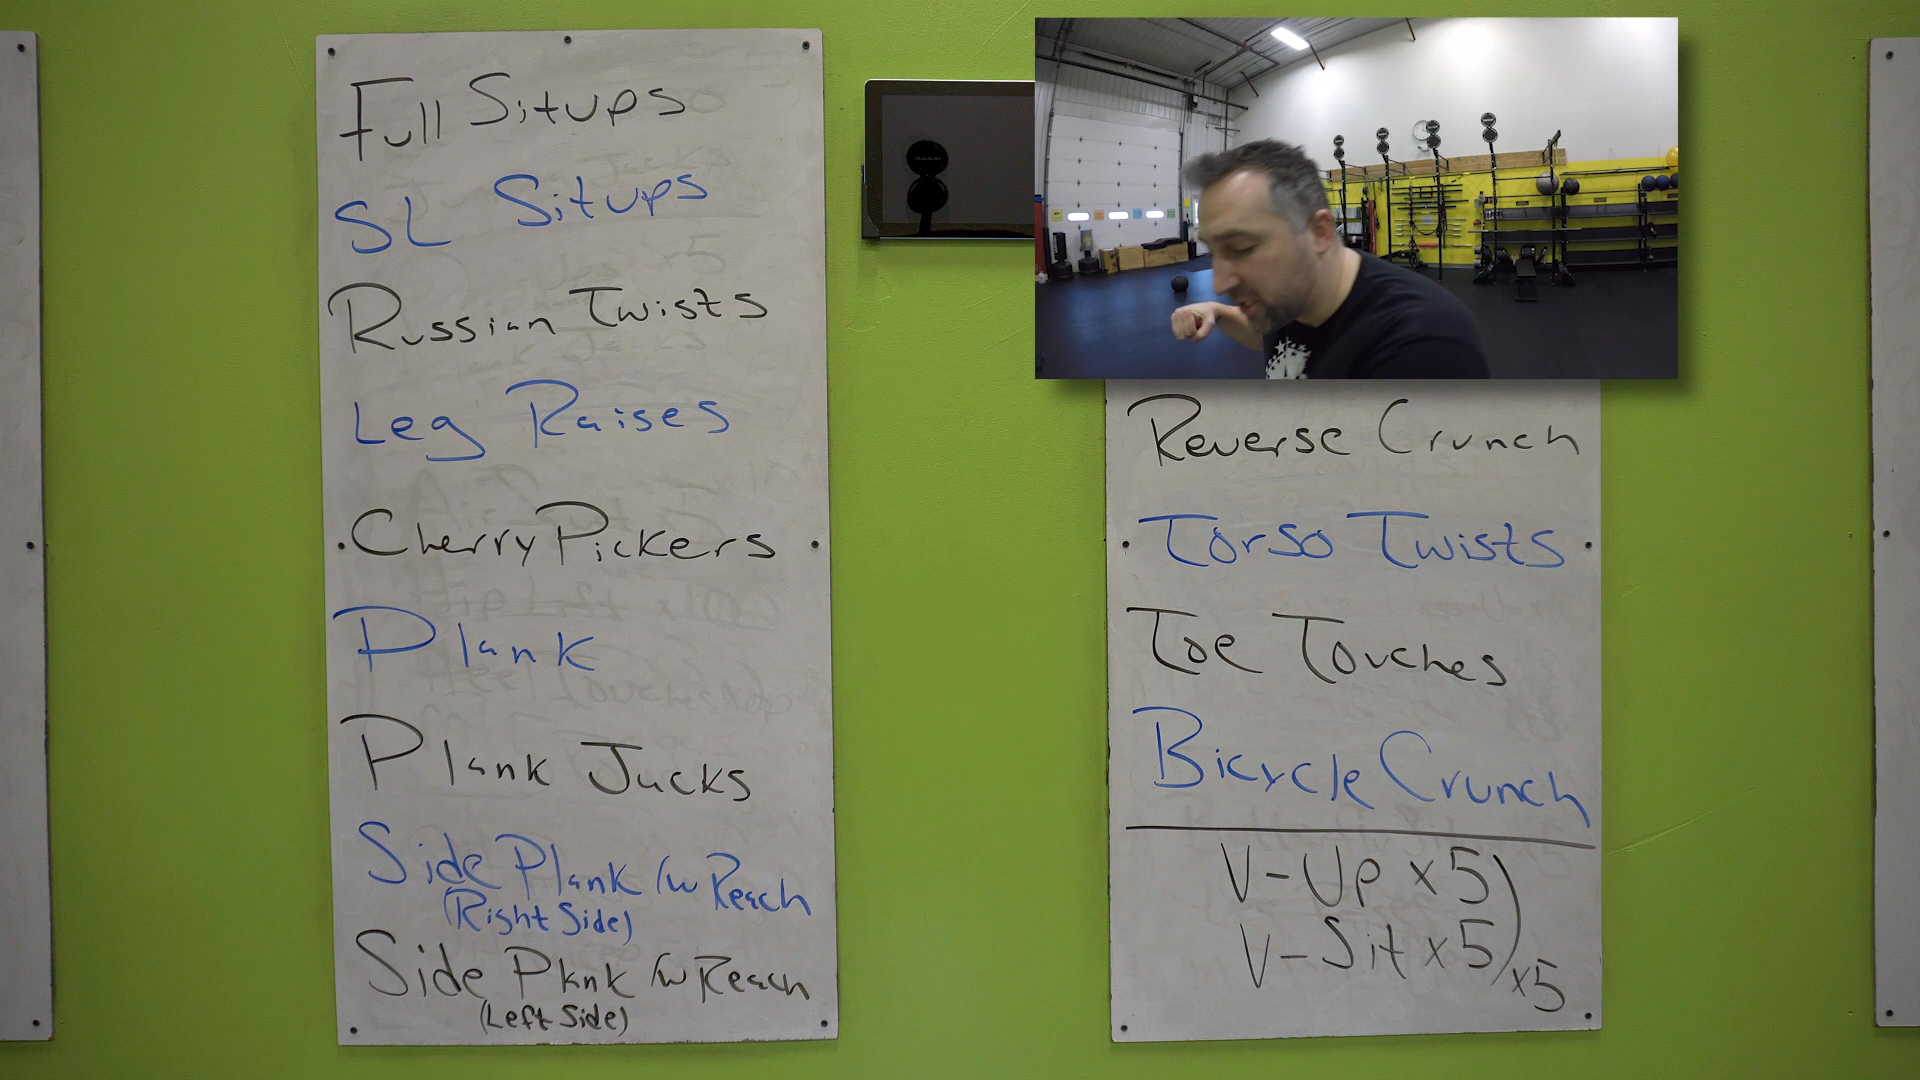 Full Situps
SL Situps
Russian Twists
Leg Raises
Cherry Pickers
Plank
Plank Jacks
Side Plank /w Reach
(Right Side)
Side Plank /w Reach
(Left Side)
Reverse Crunch
Torso Twists
Toe Touches
Bicycle Crunch
V-Up x5
V-Sit x5
x5